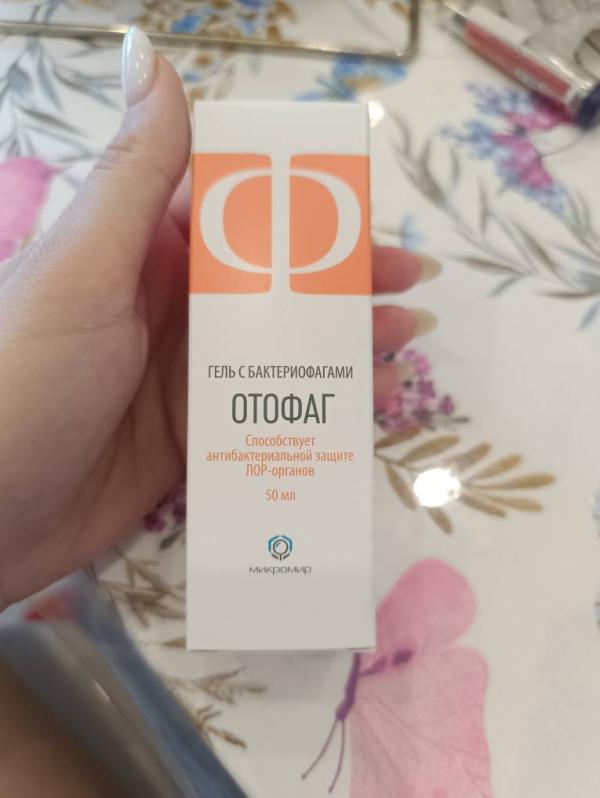 Ф
ГЕЛЬ С БАКТЕРИОФАГАМИ
ОТОФАГ
Способствует
антибактериальной защите
ЛОР-органов
50 мл
микромир